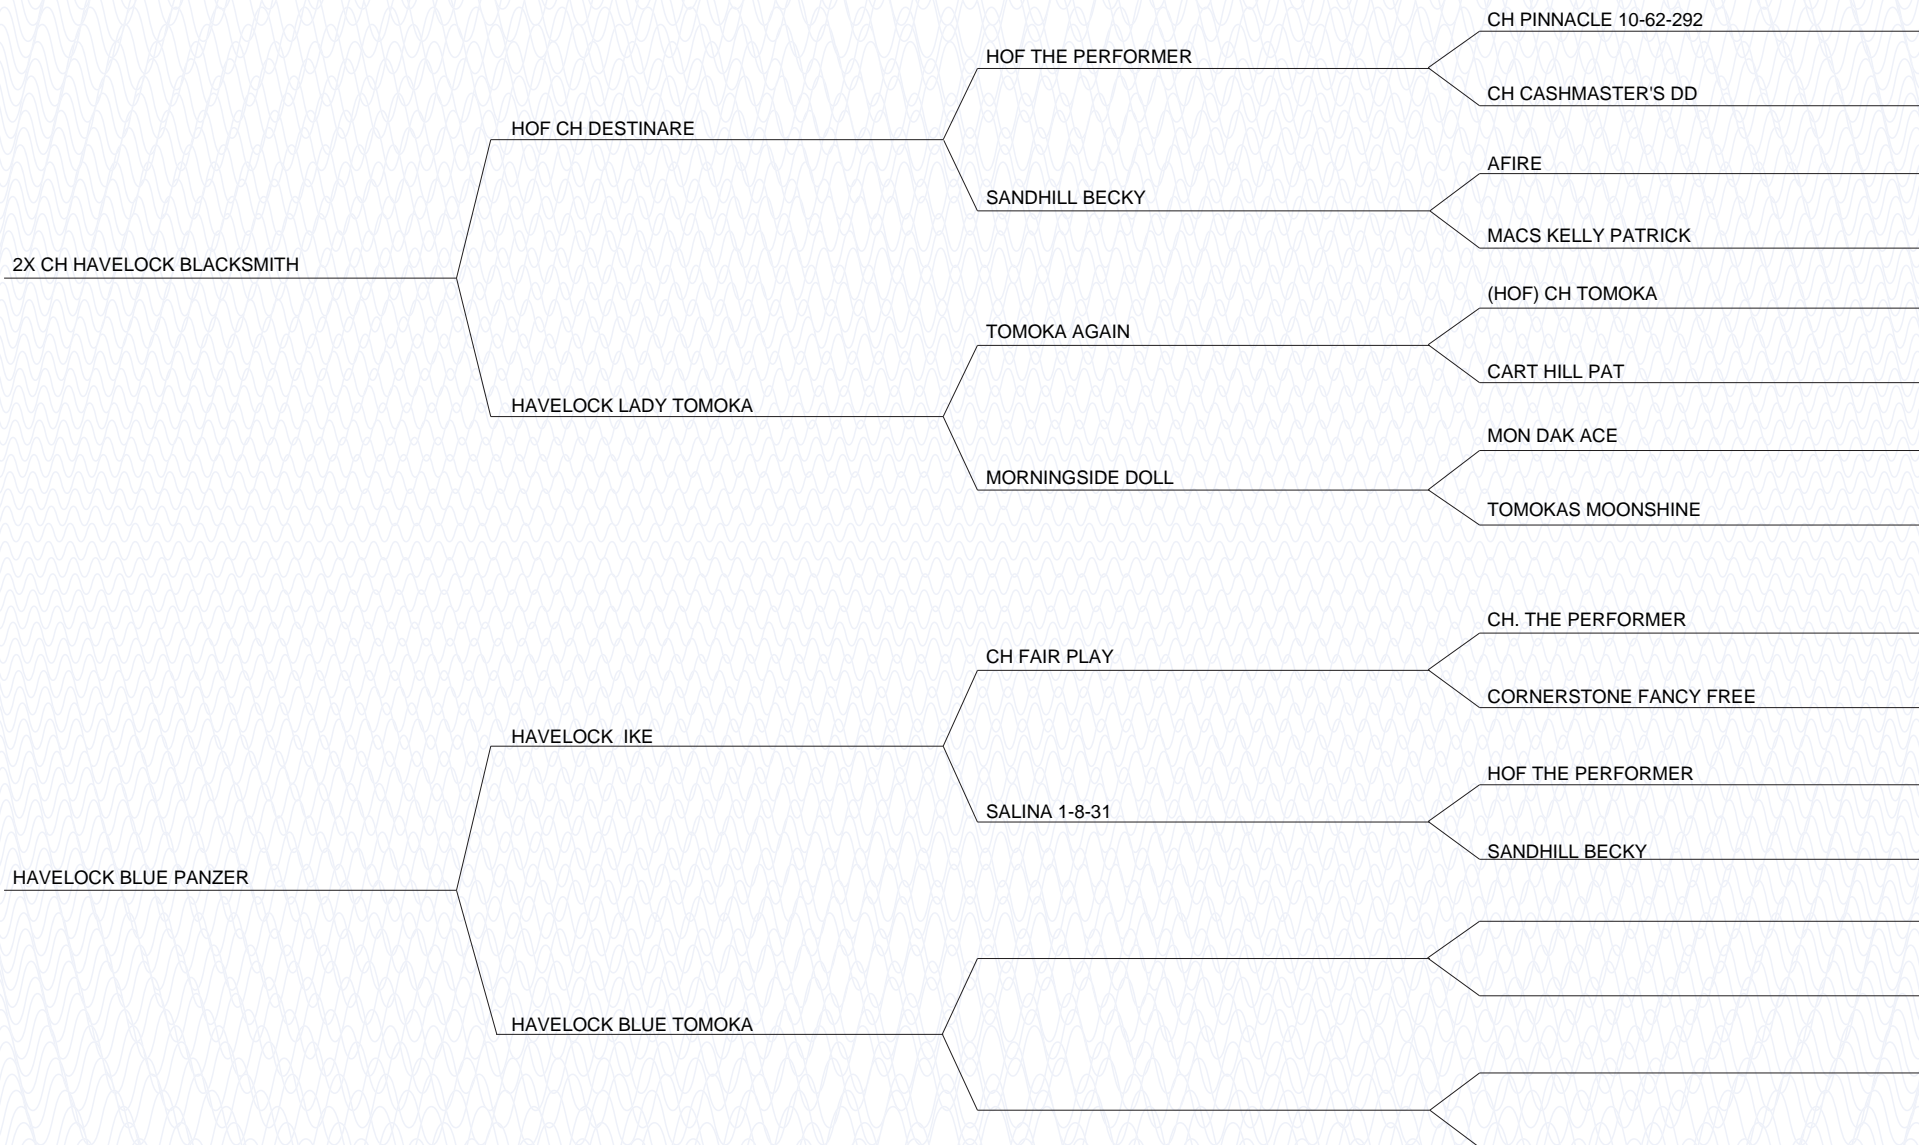 CH PINNACLE 10-62-292
HOF THE PERFORMER
CH CASHMASTER'S DD
HOF CH DESTINARE
AFIRE
SANDHILL BECKY
MACS KELLY PATRICK
2X CH HAVELOCK BLACKSMITH
(HOF) CH TOMOKA
TOMOKA AGAIN
CART HILL PAT
HAVELOCK LADY TOMOKA
MON DAK ACE
MORNINGSIDE DOLL
TOMOKAS MOONSHINE
CH. THE PERFORMER
CH FAIR PLAY
CORNERSTONE FANCY FREE
HAVELOCK  IKE
HOF THE PERFORMER
SALINA 1-8-31
SANDHILL BECKY
HAVELOCK BLUE PANZER
HAVELOCK BLUE TOMOKA